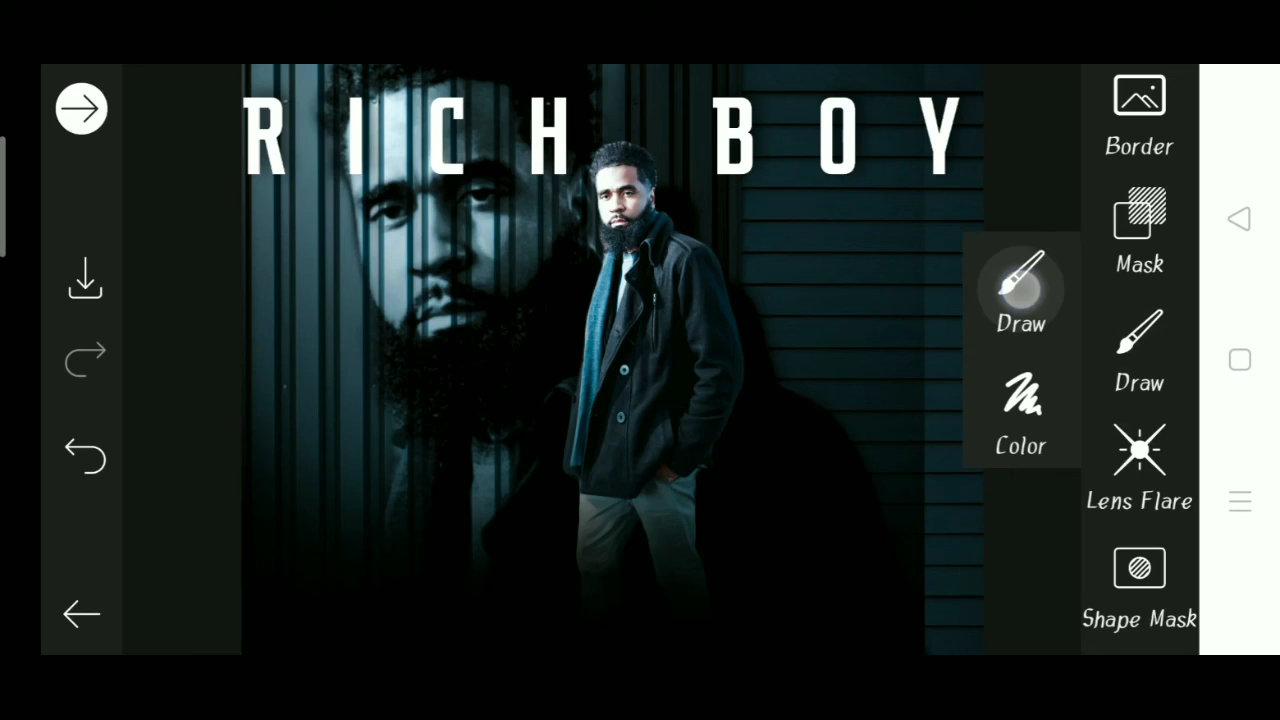 RICH BOY
Border
Mask
Draw
Color
Draw
Lens Flare
Shape Mask